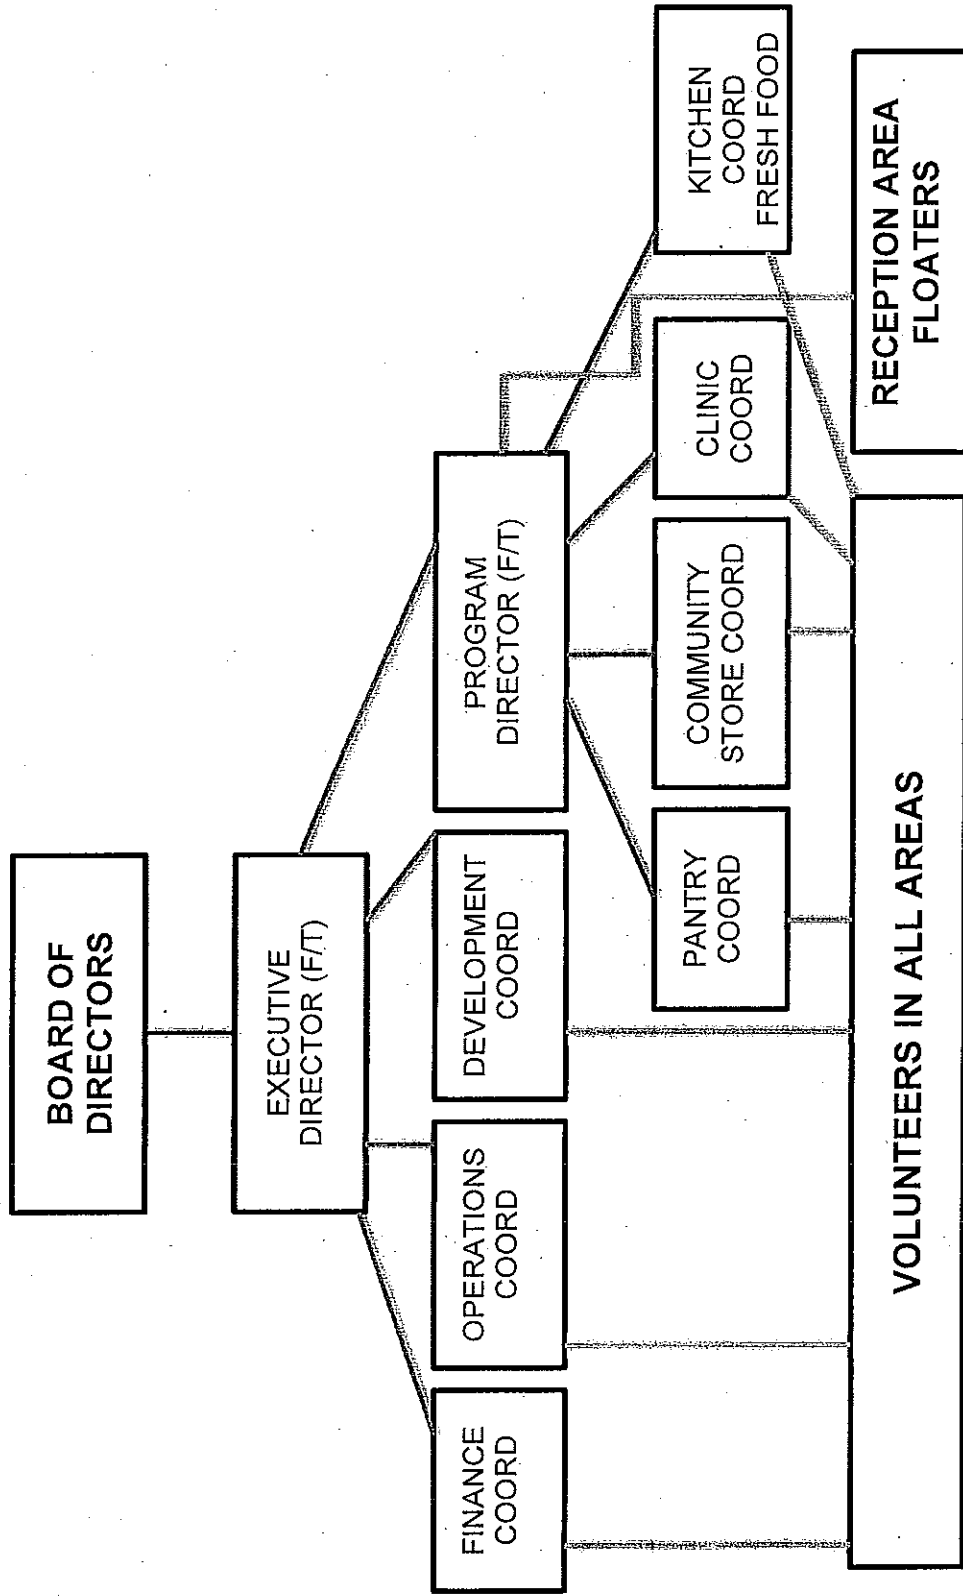 BOARD OF
DIRECTORS
EXECUTIVE
DIRECTOR (F/T)
FINANCE
COORD
OPERATIONS
COORD
DEVELOPMENT
COORD
PROGRAM
DIRECTOR (F/T)
PANTRY
COORD
COMMUNITY
STORE COORD
CLINIC
COORD
KITCHEN
COORD
FRESH FOOD
VOLUNTEERS IN ALL AREAS
RECEPTION AREA
FLOATERS